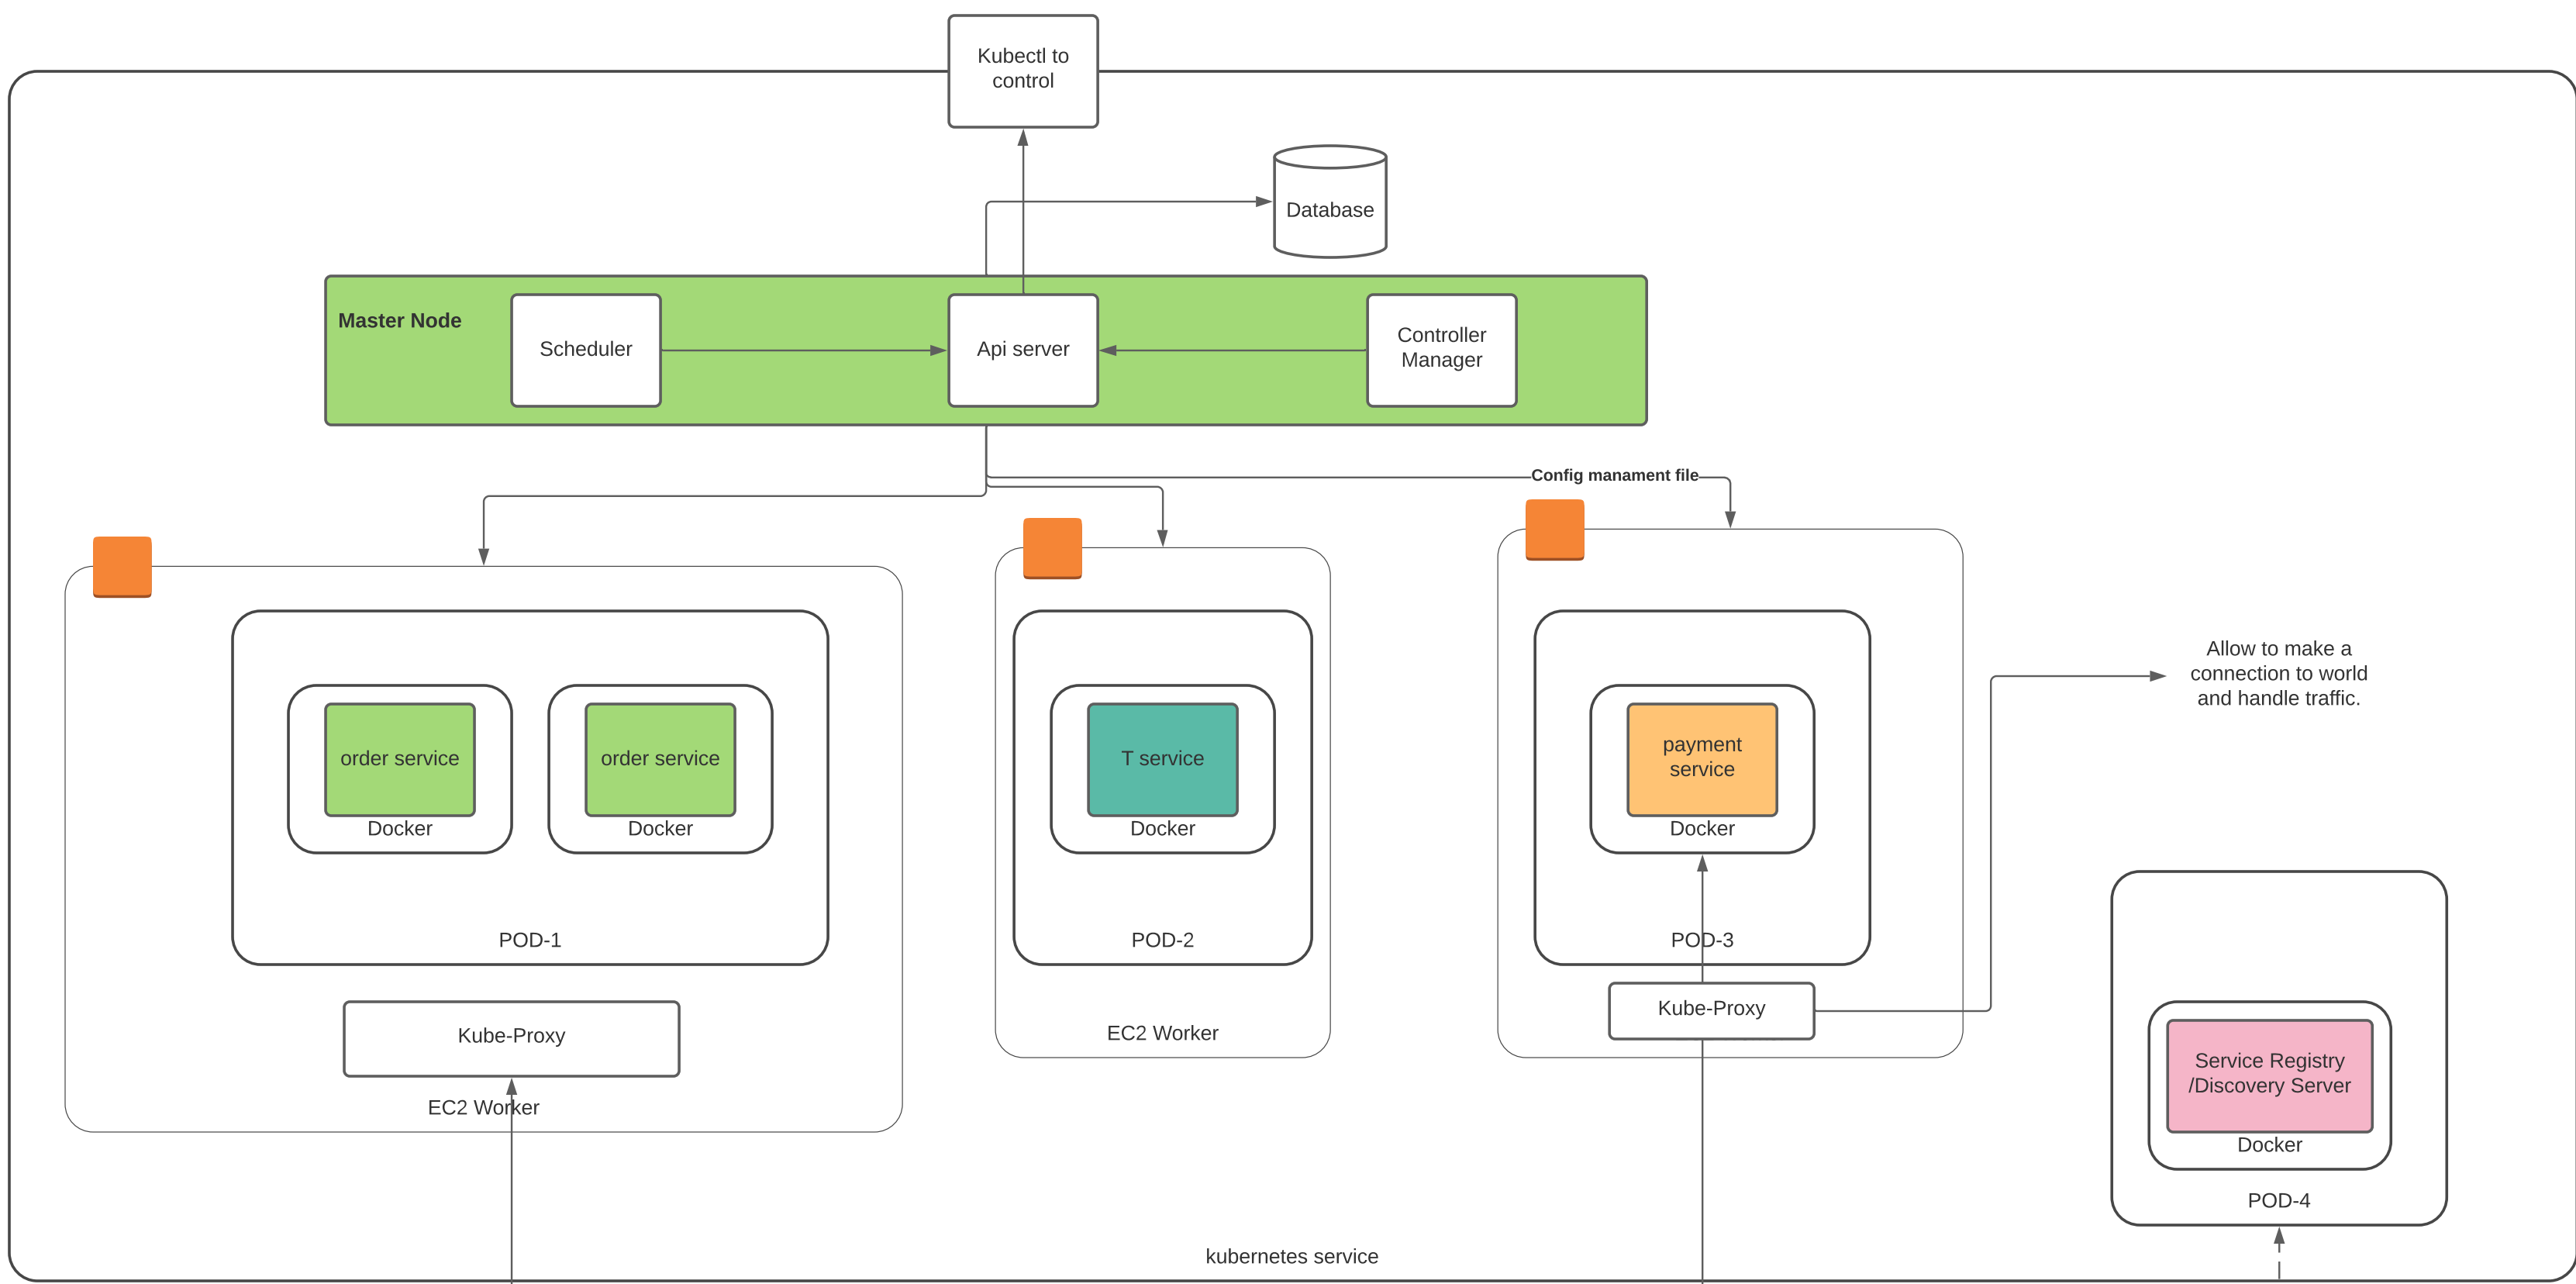 Kubectl to
control
Database
Master Node
Scheduler
Api server
Controller
Manager
Config manament file
order service
Docker
order service
Docker
POD-1
Kube-Proxy
EC2 Worker
T service
Docker
POD-2
EC2 Worker
payment
service
Docker
POD-3
Kube-Proxy
Allow to make a
connection to world
and handle traffic.
Service Registry
/Discovery Server
Docker
POD-4
kubernetes service